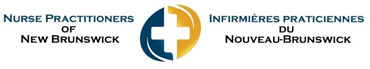 Nurse Practitioners
of
New Brunswick
Infirmières praticiennes
du
Nouveau-Brunswick